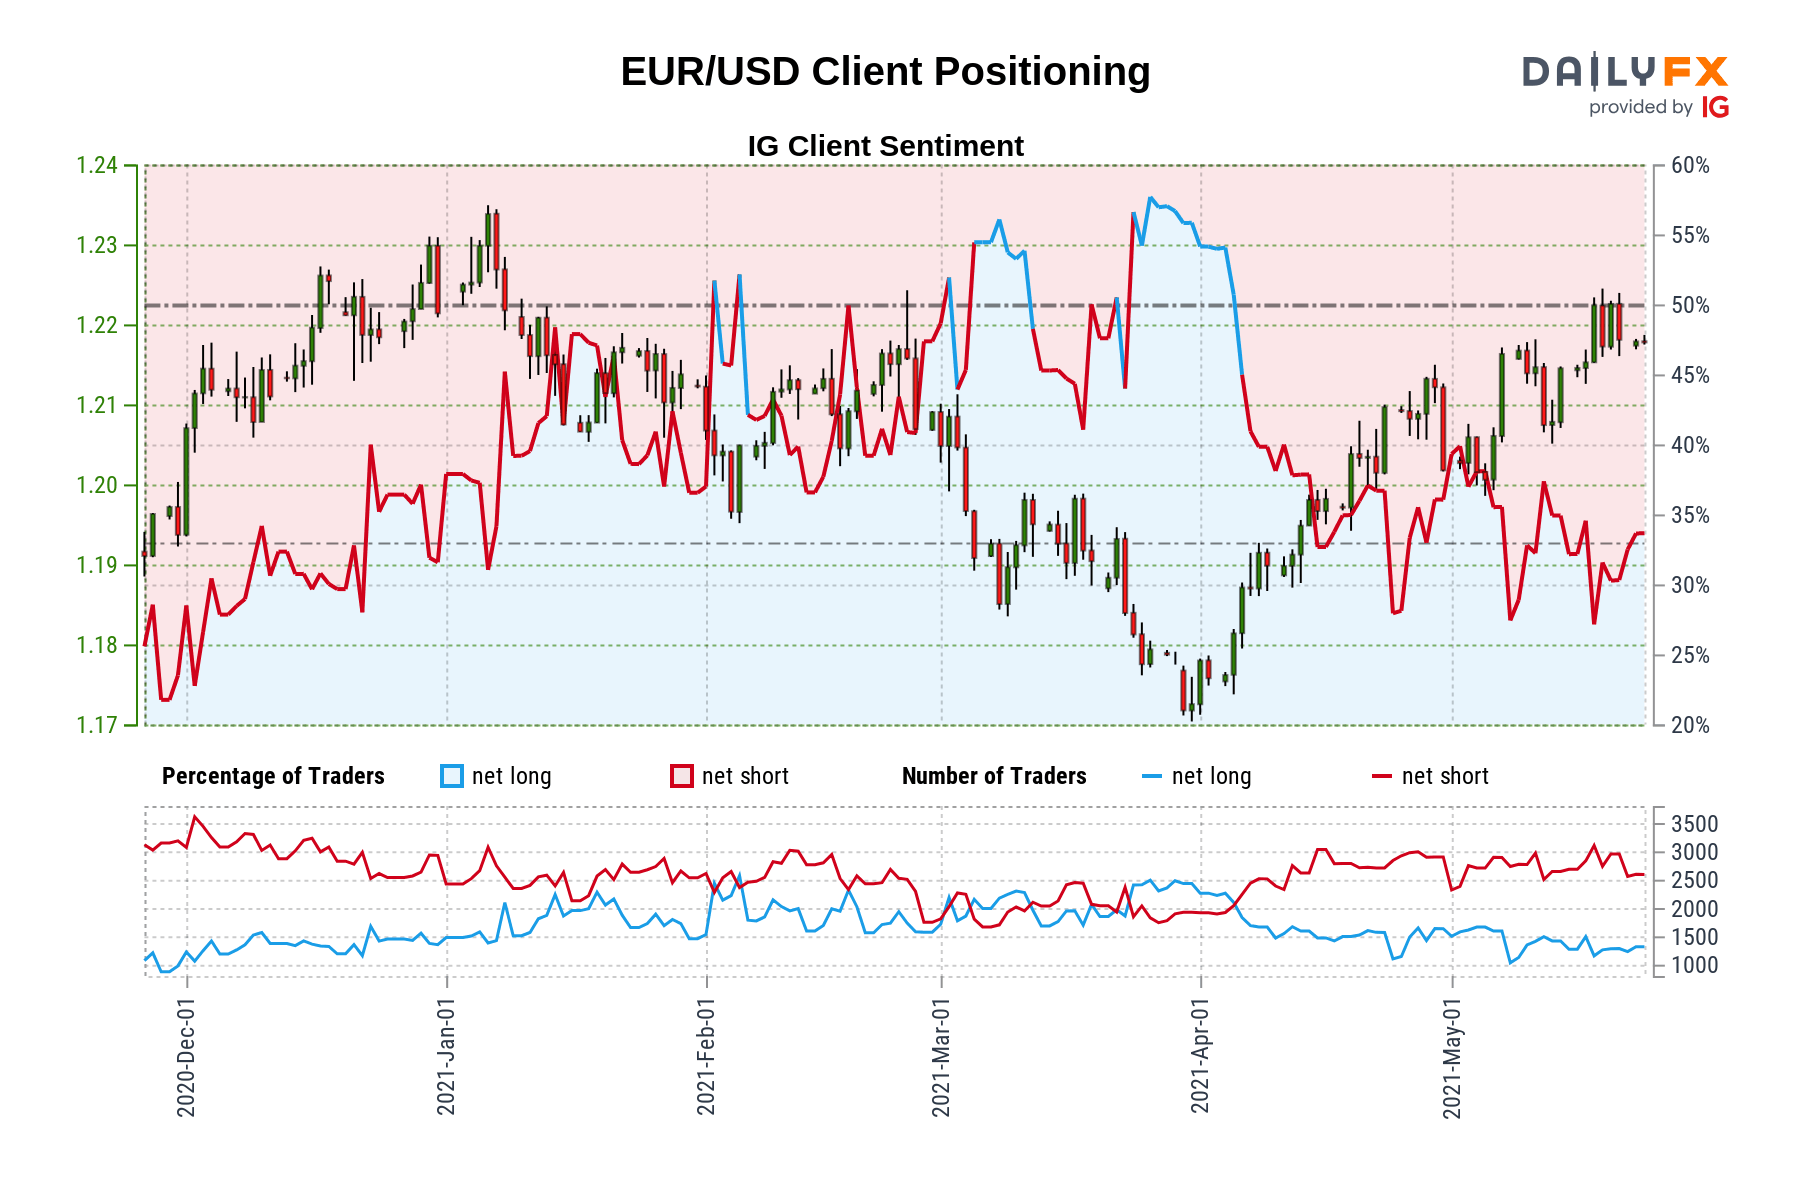 EUR/USD Client Positioning
DAILYFX
provided by IG
IG Client Sentiment
1.24
1.23
1.22
1.21
1.20
1.19
1.18
1.17
60%
55%
50%
45%
40%
35%
30%
25%
20%
Percentage of Traders net long net short Number of Traders net long net short
3500
3000
2500
2000
1500
1000
2020-Dec-01
2021-Jan-01
2021-Feb-01
2021-Mar-01
2021-Apr-01
2021-May-01